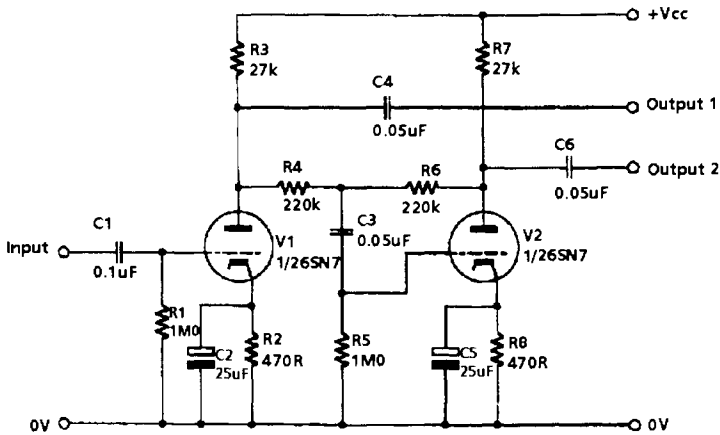 +Vcc
R3
27k
R7
27k
C4
0.05uF
Output 1
C6
0.05uF
Output 2
R4
220k
R6
220k
C3
0.05uF
C1
0.1uF
Input
V1
1/26SN7
V2
1/26SN7
R1
1M0
C2
25uF
R2
470R
R5
1M0
C5
25uF
R8
470R
0V
0V